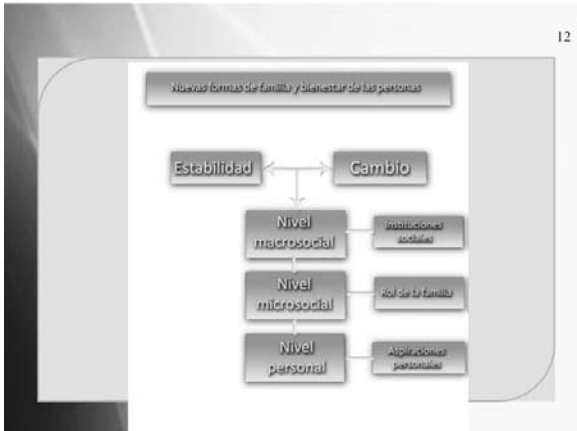 12
Nuevas formas de familia y bienestar de las personas
Estabilidad
Cambio
Nivel
macrosocial
Instituciones
sociales
Nivel
microsocial
Rol de la familia
Nivel
personal
Aspiraciones
personales